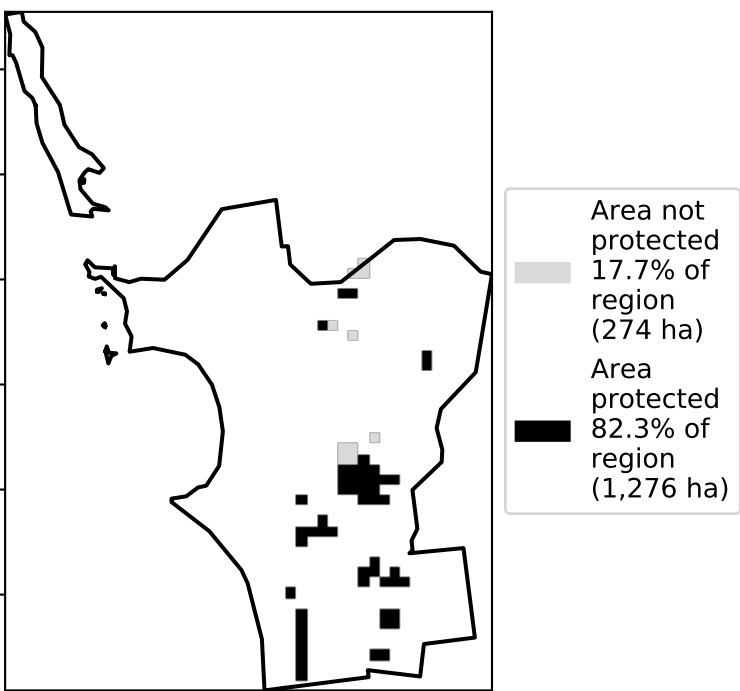 Area not
protected
17.7% of
region
(274 ha)
Area
protected
82.3% of
region
(1,276 ha)